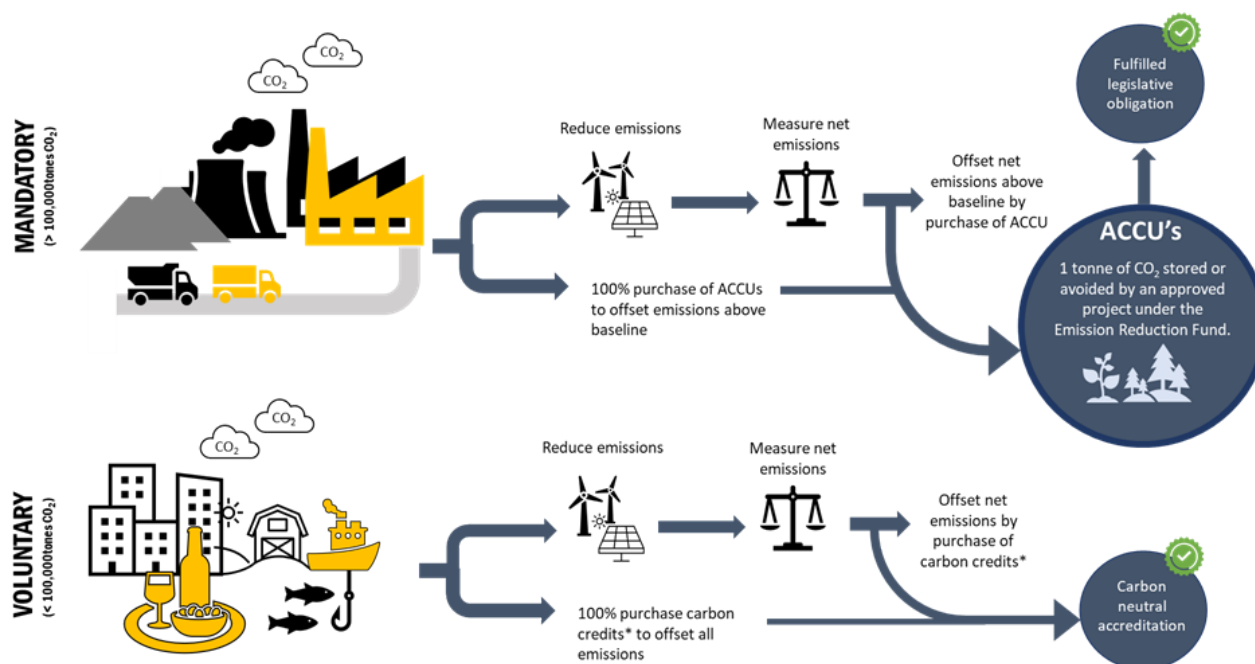 MANDATORY
(> 100,000tones CO₂)
CO₂
CO₂
Reduce emissions
Measure net
emissions
Offset net
emissions above
baseline by
purchase of ACCU
100% purchase of ACCUs
to offset emissions above
baseline
Fulfilled
legislative
obligation
ACCU's
1 tonne of CO₂ stored or
avoided by an approved
project under the
Emission Reduction Fund.
VOLUNTARY
(< 100,000tones CO₂)
CO₂
CO₂
Reduce emissions
Measure net
emissions
Offset net
emissions by
purchase of
carbon credits*
100% purchase carbon
credits* to offset all
emissions
Carbon
neutral
accreditation